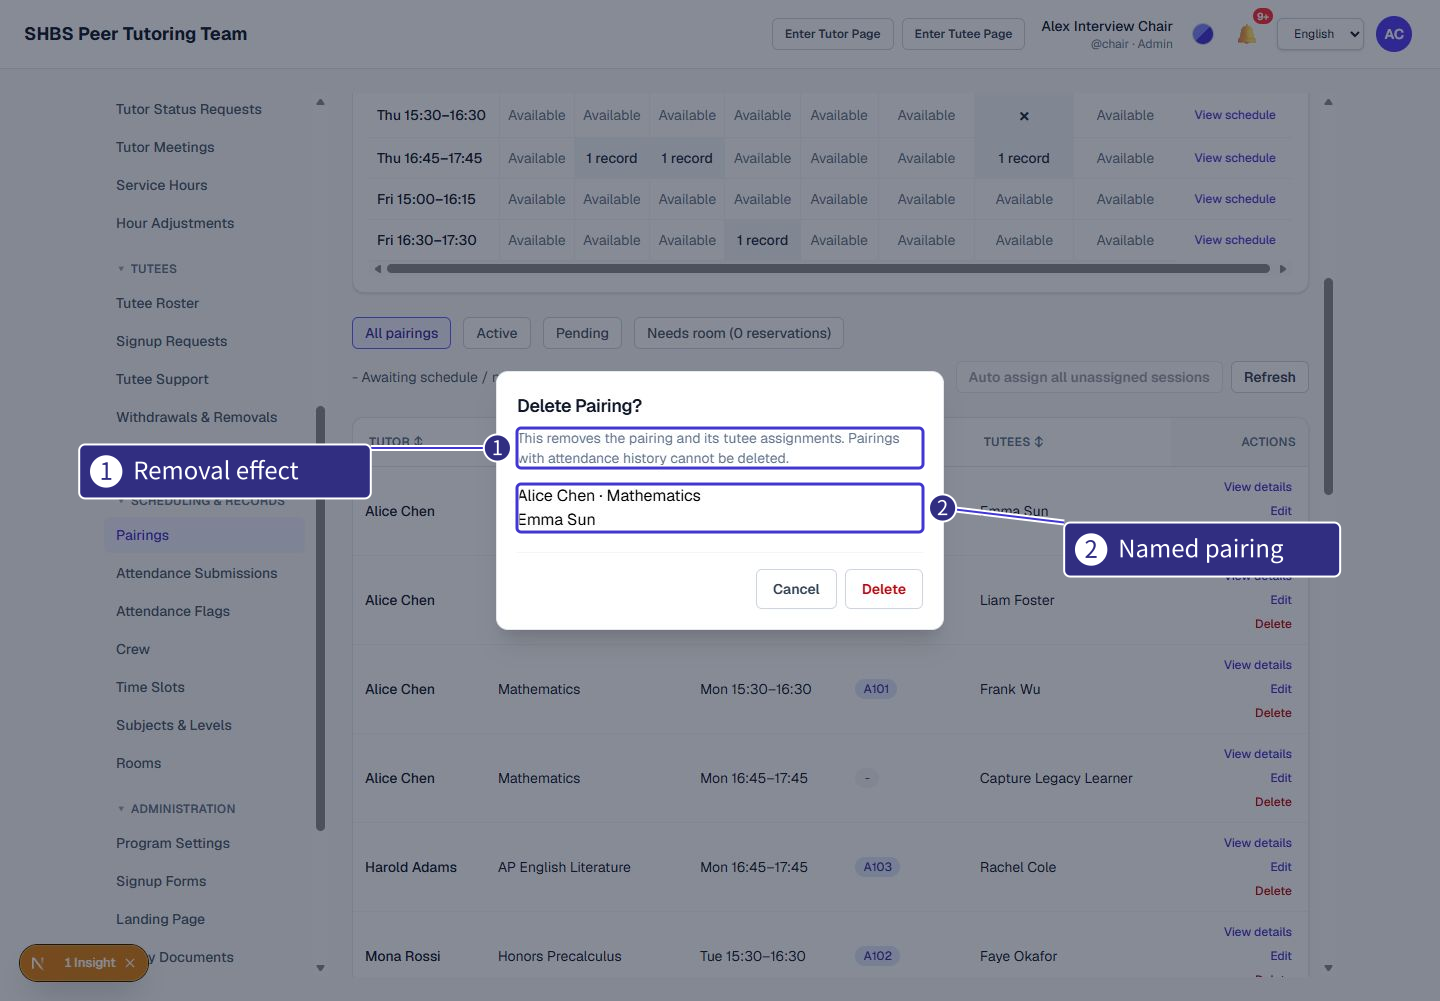 SHBS Peer Tutoring Team
Enter Tutor Page
Enter Tutee Page
Alex Interview Chair
@chair · Admin
9+
English
AC
Tutor Status Requests
Tutor Meetings
Service Hours
Hour Adjustments
TUTEES
Tutee Roster
Signup Requests
Tutee Support
Withdrawals & Removals
SCHEDULING & RECORDS
Pairings
Attendance Submissions
Attendance Flags
Crew
Time Slots
Subjects & Levels
Rooms
ADMINISTRATION
Program Settings
Signup Forms
Landing Page
Documents
N 1 Insight ×
Thu 15:30–16:30 Available Available Available Available Available Available × Available View schedule
Thu 16:45–17:45 Available 1 record 1 record Available Available Available 1 record Available View schedule
Fri 15:00–16:15 Available Available Available Available Available Available Available Available View schedule
Fri 16:30–17:30 Available Available Available 1 record Available Available Available Available View schedule
All pairings Active Pending Needs room (0 reservations)
- Awaiting schedule /
Auto assign all unassigned sessions Refresh
TUTOR TUTEES ACTIONS
Alice Chen Emma Sun View details
Edit
Alice Chen Liam Foster View details
Edit
Delete
Alice Chen Mathematics Mon 15:30–16:30 A101 Frank Wu View details
Edit
Delete
Alice Chen Mathematics Mon 16:45–17:45 - Capture Legacy Learner View details
Edit
Delete
Harold Adams AP English Literature Mon 16:45–17:45 A103 Rachel Cole View details
Edit
Delete
Mona Rossi Honors Precalculus Tue 15:30–16:30 A102 Faye Okafor View details
Edit
Delete Pairing?
This removes the pairing and its tutee assignments. Pairings
with attendance history cannot be deleted.
Alice Chen · Mathematics
Emma Sun
Cancel Delete
1
1 Removal effect
2
2 Named pairing